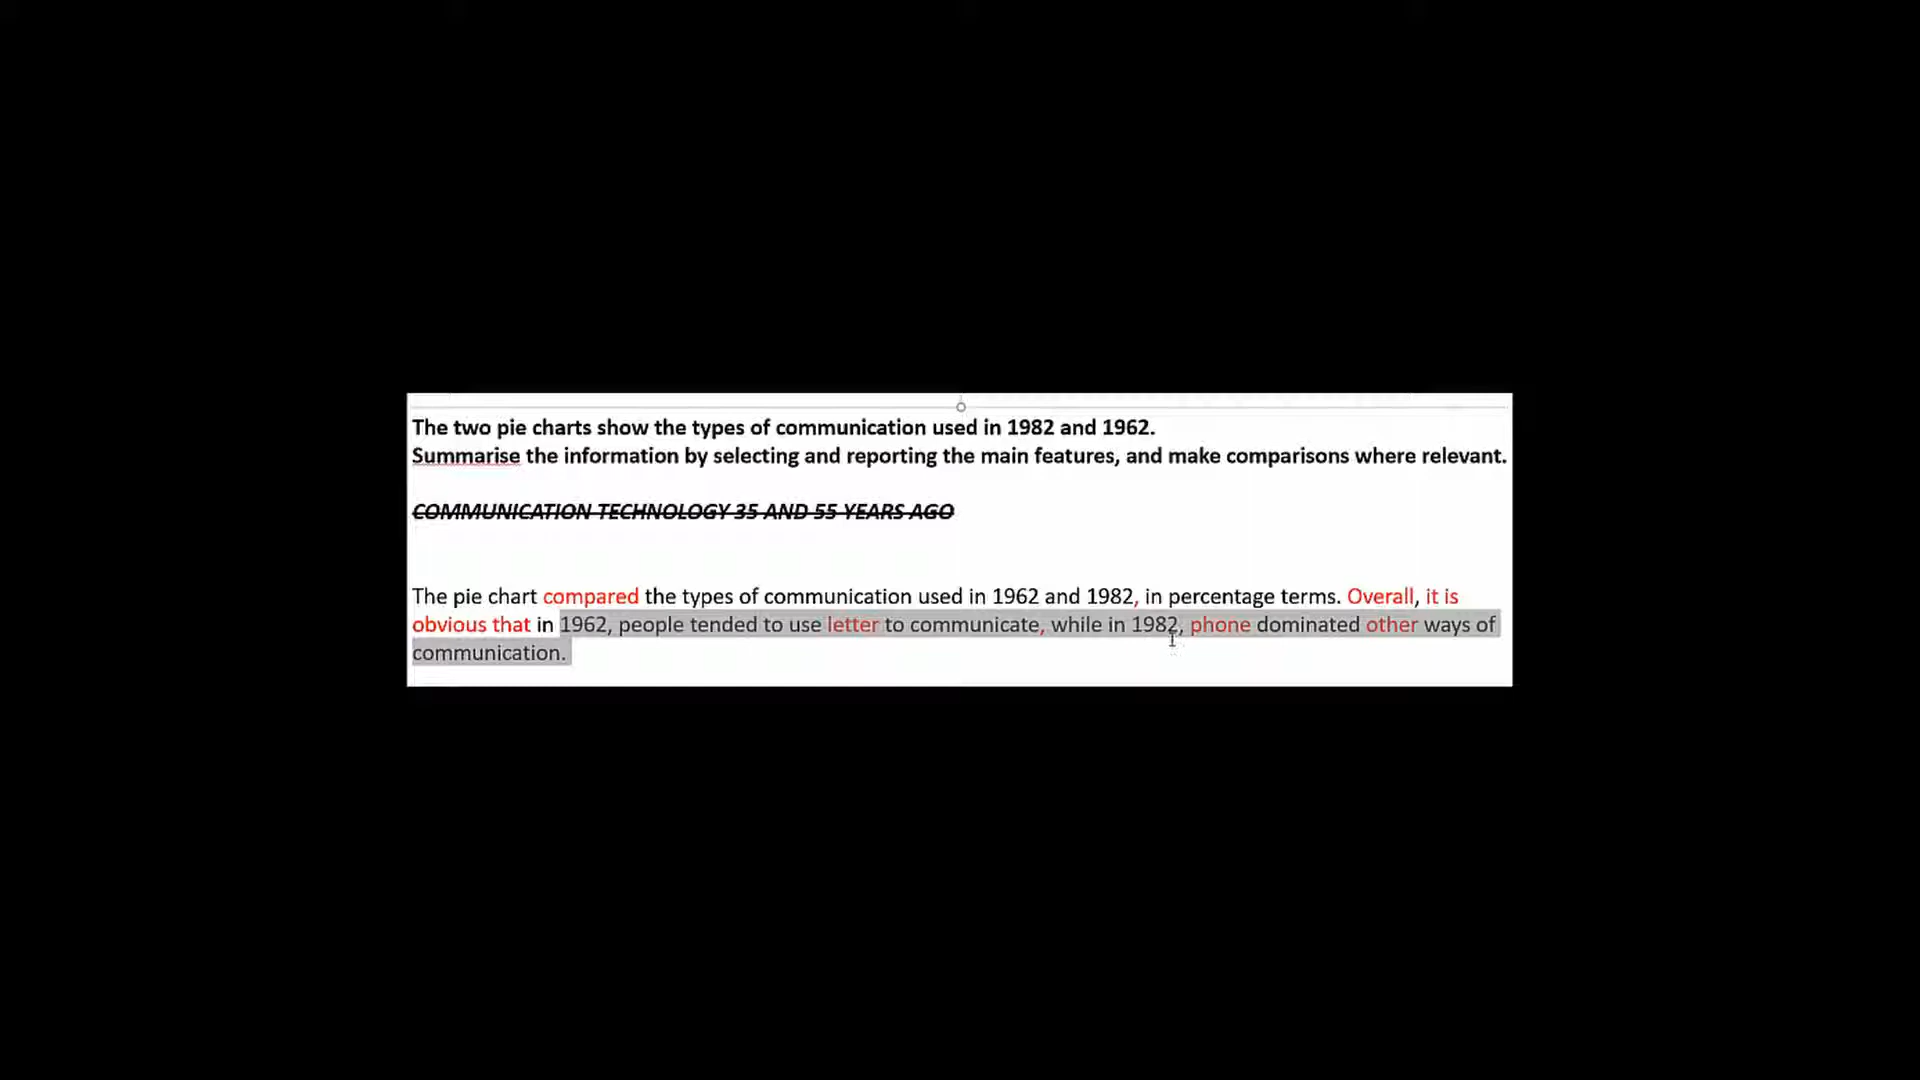 The two pie charts show the types of communication used in 1982 and 1962.
Summarise the information by selecting and reporting the main features, and make comparisons where relevant.
COMMUNICATION TECHNOLOGY 35 AND 55 YEARS AGO
The pie chart compared the types of communication used in 1962 and 1982, in percentage terms. Overall, it is
obvious that in 1962, people tended to use letter to communicate, while in 1982, phone dominated other ways of
communication.